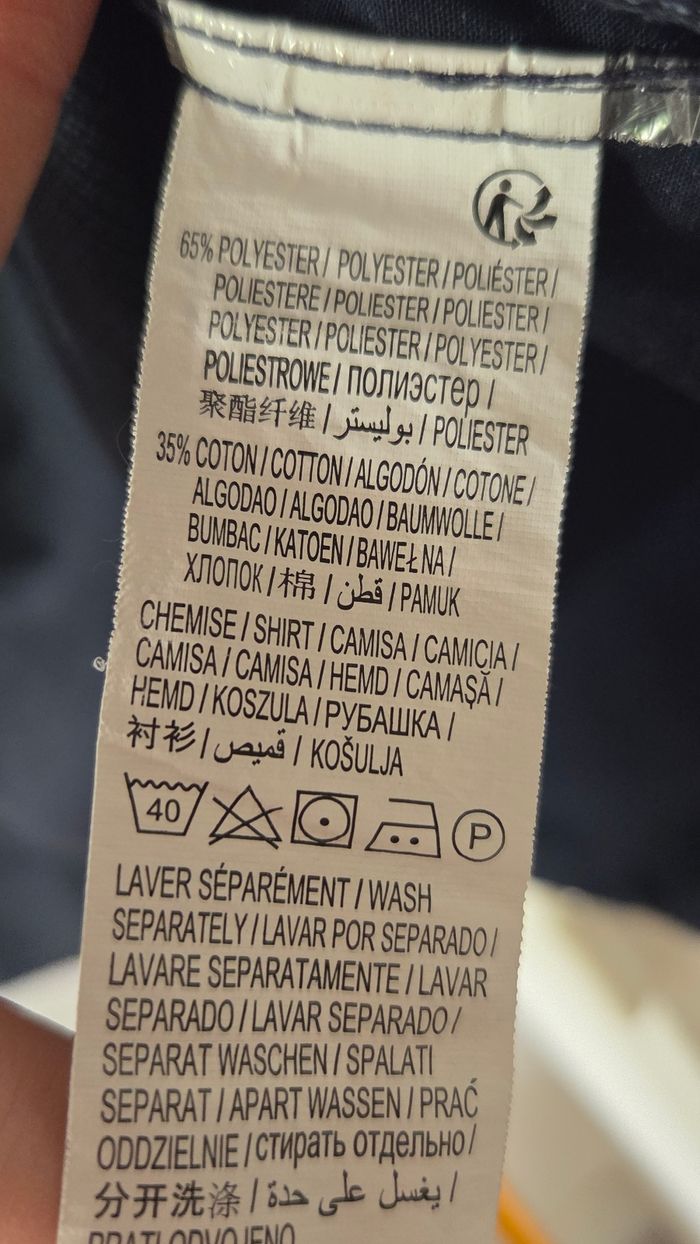 65% POLYESTER / POLYESTER / POLIÉSTER /
POLIESTERE / POLIESTER / POLIESTER /
POLYESTER / POLIESTER / POLYESTER /
POLIESTROWE / ПОЛИЭСТЕР /
聚酯纤维 / بوليستر / POLIESTER
35% COTON / COTTON / ALGODÓN / COTONE /
ALGODAO / ALGODAO / BAUMWOLLE /
BUMBAC / KATOEN / BAWEŁNA /
ХЛОПОК / 棉 / قطن / PAMUK
CHEMISE / SHIRT / CAMISA / CAMICIA /
CAMISA / CAMISA / HEMD / CAMAȘĂ /
HEMD / KOSZULA / РУБАШКА /
衬衫 / قميص / KOŠULJA
40 P
LAVER SÉPARÉMENT / WASH
SEPARATELY / LAVAR POR SEPARADO /
LAVARE SEPARATAMENTE / LAVAR
SEPARADO / LAVAR SEPARADO /
SEPARAT WASCHEN / SPALATI
SEPARAT / APART WASSEN / PRAĆ
ODDZIELNIE / стирать отдельно /
分开洗涤 / يغسل على حدة /
PRATI ODVOJENO